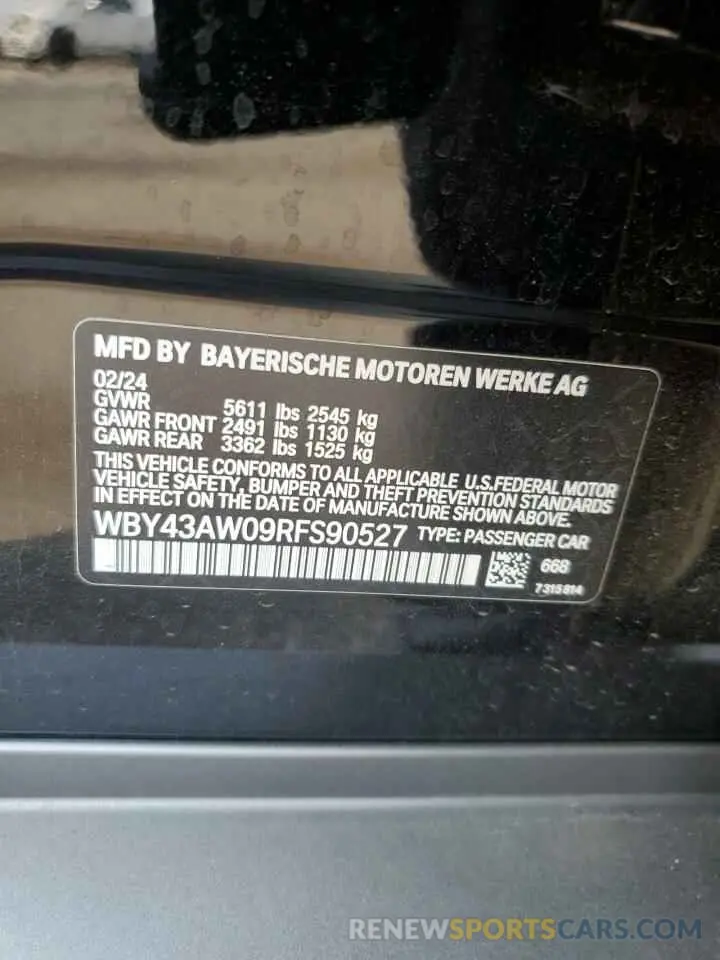 MFD BY BAYERISCHE MOTOREN WERKE AG
02/24
GVWR 5611 lbs 2545 kg
GAWR FRONT 2491 lbs 1130 kg
GAWR REAR 3362 lbs 1525 kg
THIS VEHICLE CONFORMS TO ALL APPLICABLE U.S.FEDERAL MOTOR
VEHICLE SAFETY, BUMPER AND THEFT PREVENTION STANDARDS
IN EFFECT ON THE DATE OF MANUFACTURE SHOWN ABOVE.
WBY43AW09RFS90527 TYPE: PASSENGER CAR
668
7315814
RENEWSPORTSCARS.COM